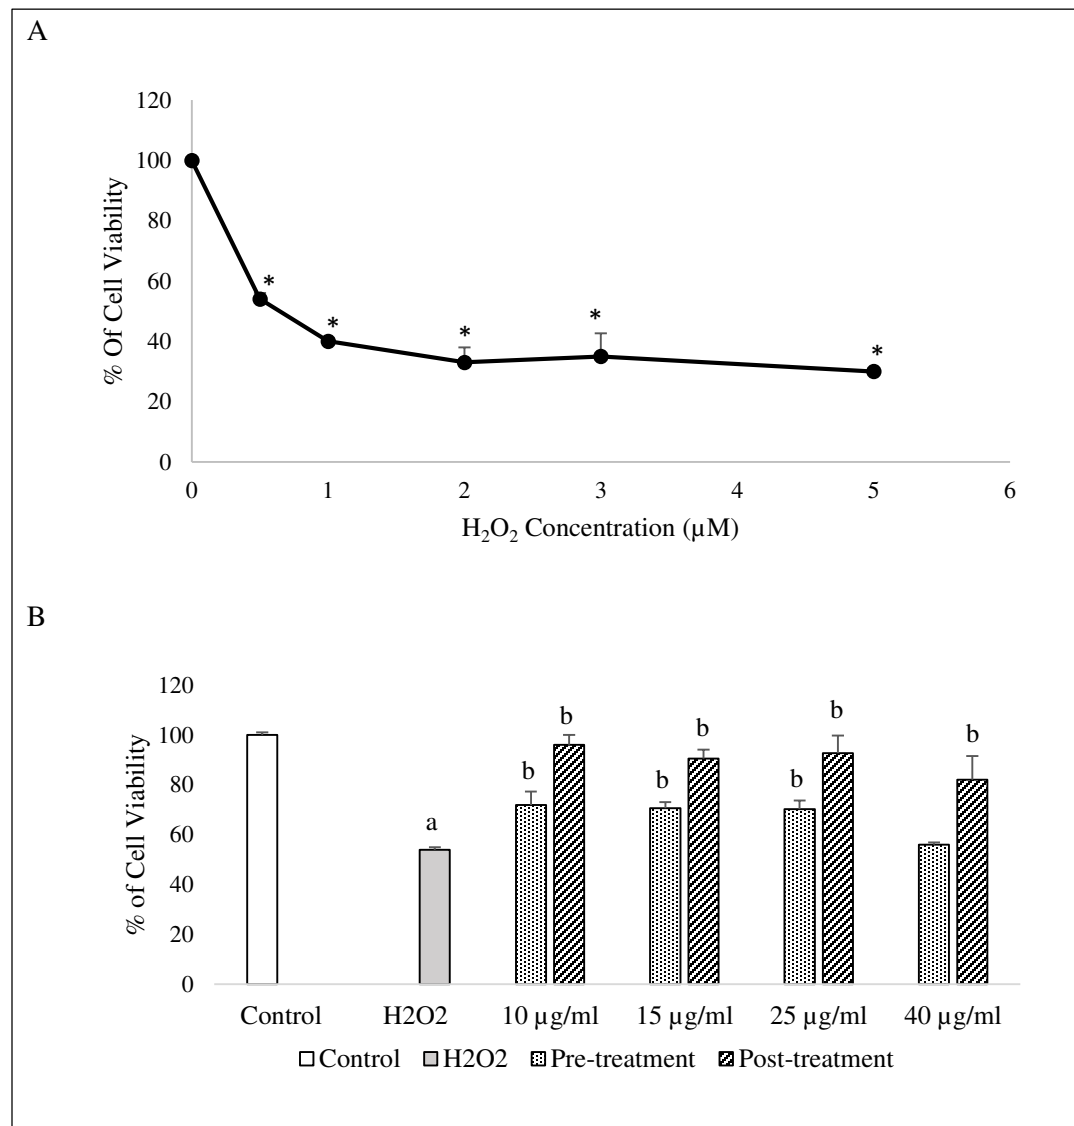 A
120
100
80
60
40
20
0
% Of Cell Viability
*
*
*
*
*
0 1 2 3 4 5 6
H₂O₂ Concentration (µM)
B
120
100
80
60
40
20
0
% of Cell Viability
a
b b
b b
b b
b
Control H2O2 10 µg/ml 15 µg/ml 25 µg/ml 40 µg/ml
Control H2O2 Pre-treatment Post-treatment